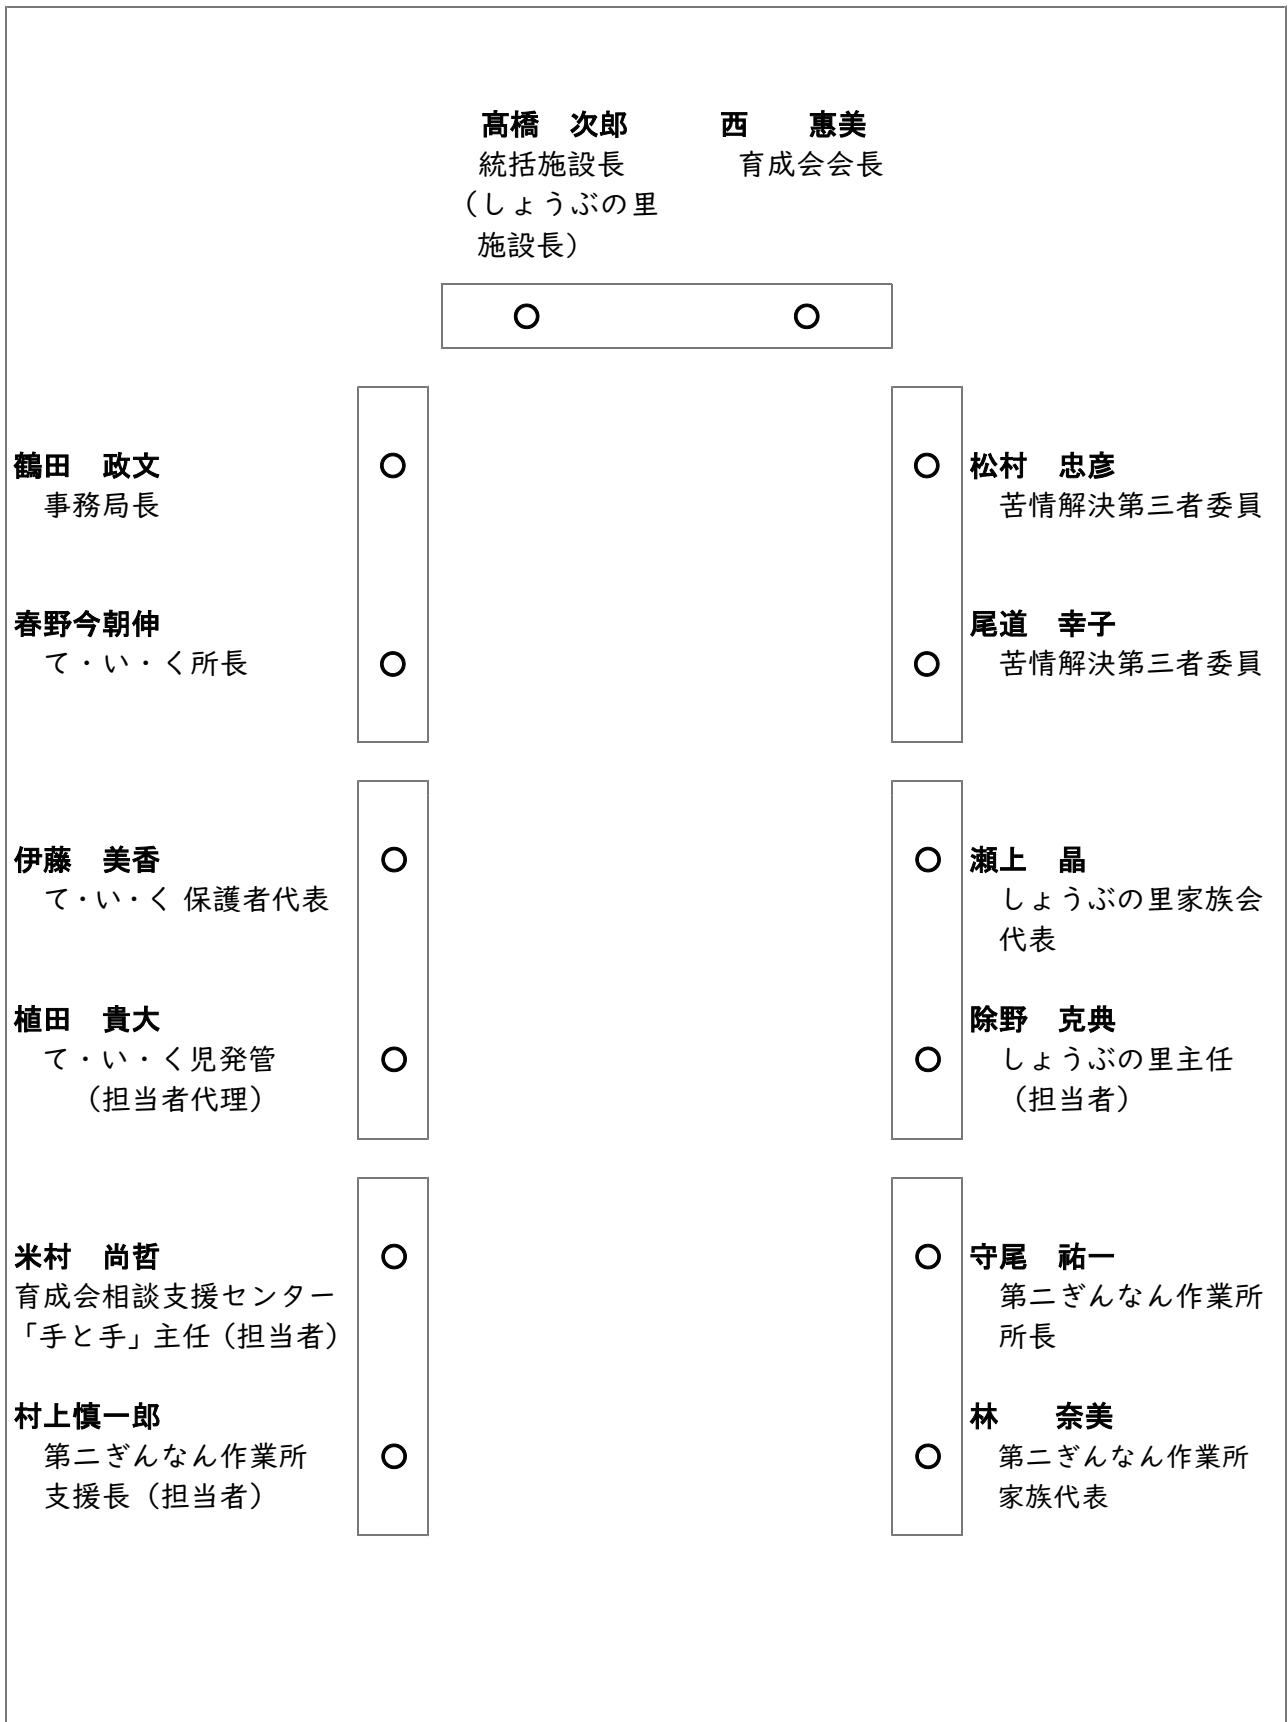 髙橋　次郎
統括施設長
（しょうぶの里
施設長）
西　　惠美
育成会会長
鶴田　政文
事務局長
春野今朝伸
て・い・く所長
伊藤　美香
て・い・く 保護者代表
植田　貴大
て・い・く児発管
（担当者代理）
米村　尚哲
育成会相談支援センター
「手と手」主任（担当者）
村上慎一郎
第二ぎんなん作業所
支援長（担当者）
松村　忠彦
苦情解決第三者委員
尾道　幸子
苦情解決第三者委員
瀬上　晶
しょうぶの里家族会
代表
除野　克典
しょうぶの里主任
（担当者）
守尾　祐一
第二ぎんなん作業所
所長
林　　奈美
第二ぎんなん作業所
家族代表